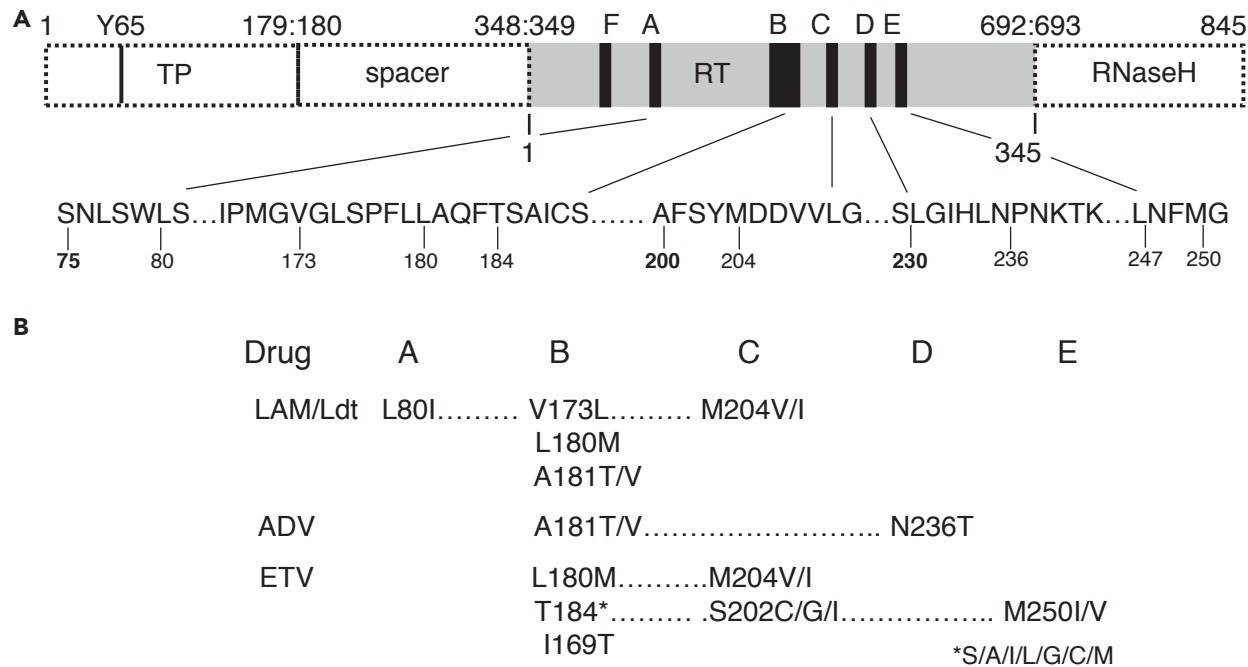 A 1 Y65 179:180 348:349 F A B C D E 692:693 845
TP spacer RT RNaseH
1 345
SNLSWLS...IPMGVGLSPFLLAQFTSAICS...... AFSYMDDVVLG...SLGIHLNPNKTK...LNFMG
75 80 173 180 184 200 204 230 236 247 250
B
Drug A B C D E
LAM/Ldt L80I......... V173L......... M204V/I
L180M
A181T/V
ADV A181T/V........................ N236T
ETV L180M..........M204V/I
T184*......... .S202C/G/I................. M250I/V
I169T
*S/A/I/L/G/C/M